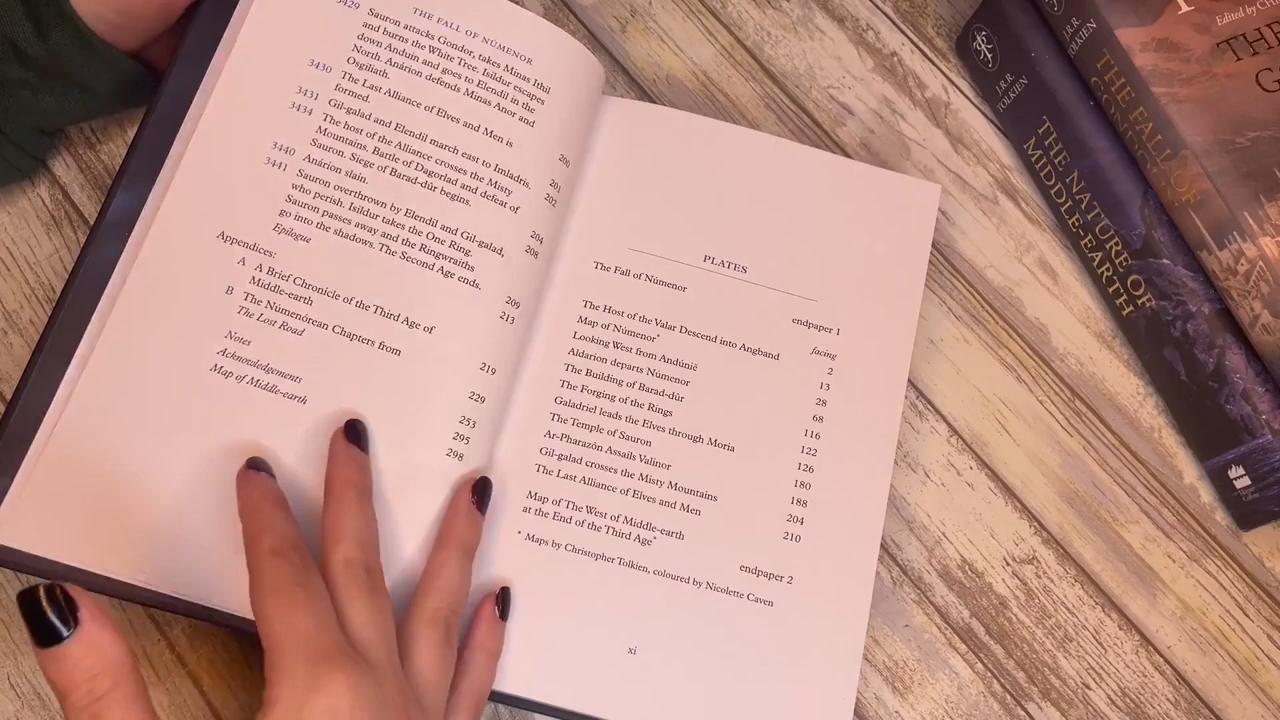 THE FALL OF NÚMENOR
3429
Sauron attacks Gondor, takes Minas Ithil
and burns the White Tree. Isildur escapes
down Anduin and goes to Elendil in the
North. Anárion defends Minas Anor and
Osgiliath. 200
3430 The Last Alliance of Elves and Men is
formed. 201
3431 Gil-galad and Elendil march east to Imladris. 202
3434 The host of the Alliance crosses the Misty
Mountains. Battle of Dagorlad and defeat of
Sauron. Siege of Barad-dûr begins. 204
3440 Anárion slain. 208
3441 Sauron overthrown by Elendil and Gil-galad,
who perish. Isildur takes the One Ring.
Sauron passes away and the Ringwraiths
go into the shadows. The Second Age ends. 209
Epilogue 213
Appendices:
A A Brief Chronicle of the Third Age of
Middle-earth 219
B The Númenórean Chapters from
The Lost Road 229
Notes 253
Acknowledgements 295
Map of Middle-earth 298
PLATES
The Fall of Númenor endpaper 1
facing
The Host of the Valar Descend into Angband 2
Map of Númenor* 13
Looking West from Andúnië 28
Aldarion departs Númenor 68
The Building of Barad-dûr 116
The Forging of the Rings 122
Galadriel leads the Elves through Moria 126
The Temple of Sauron 180
Ar-Pharazôn Assails Valinor 188
Gil-galad crosses the Misty Mountains 204
The Last Alliance of Elves and Men 210
Map of The West of Middle-earth
at the End of the Third Age* endpaper 2
* Maps by Christopher Tolkien, coloured by Nicolette Caven
xi
J.R.R.
TOLKIEN
THE NATURE OF
MIDDLE-EARTH
J.R.R.
TOLKIEN
THE FALL OF
Edited by